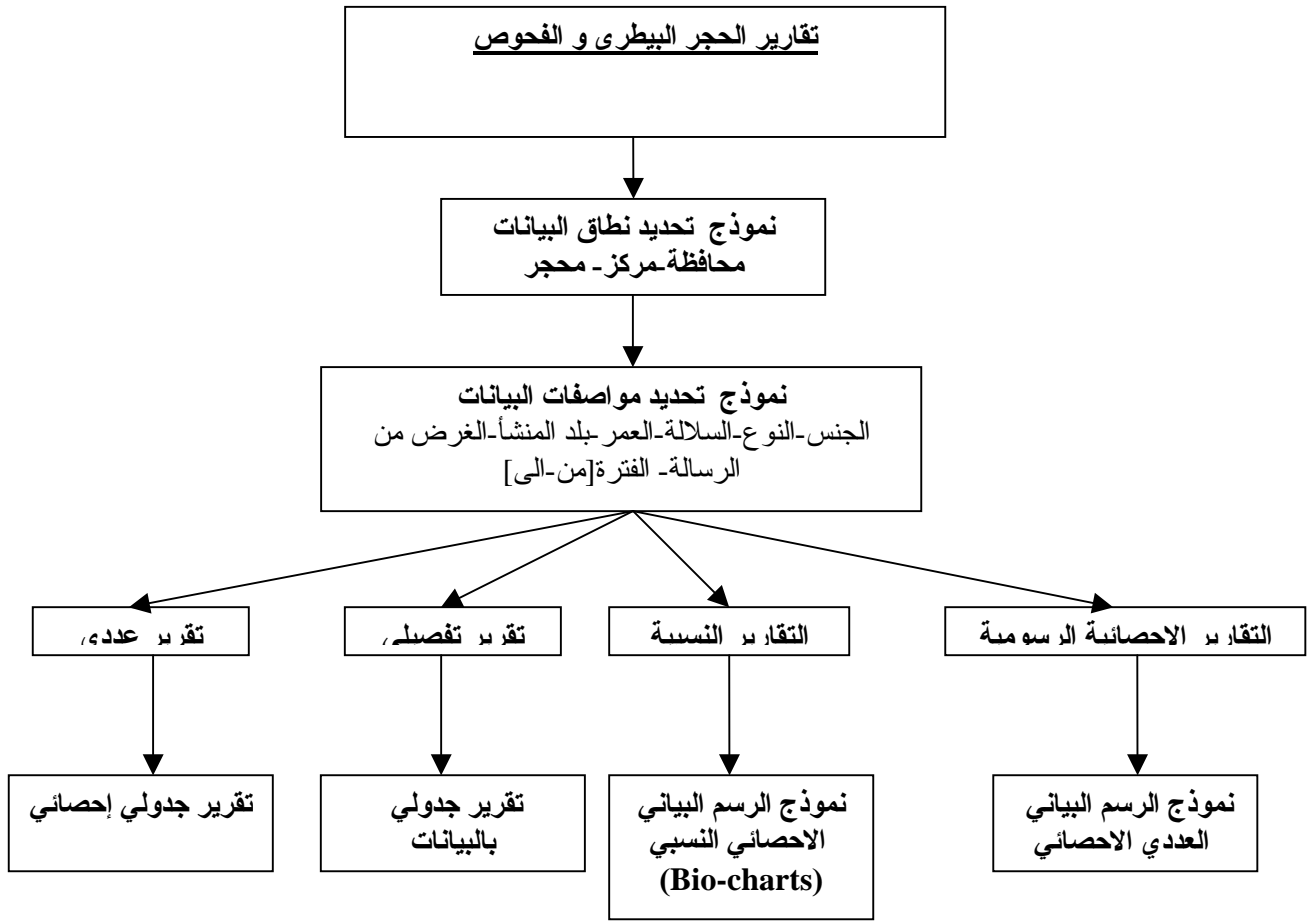 تقارير الحجر البيطرى و الفحوص
نموذج تحديد نطاق البيانات
محافظة-مركز- محجر
نموذج تحديد مواصفات البيانات
الجنس-النوع-السلالة-العمر-بلد المنشأ-الغرض من
الرسالة- الفترة[من-الى]
التقارير الاحصائية الرسومية
التقارير النسبية
تقرير تفصيلى
تقرير عددى
نموذج الرسم البياني
العددي الاحصائي
نموذج الرسم البياني
الاحصائي النسبي
(Bio-charts)
تقرير جدولي
بالبيانات
تقرير جدولي إحصائي